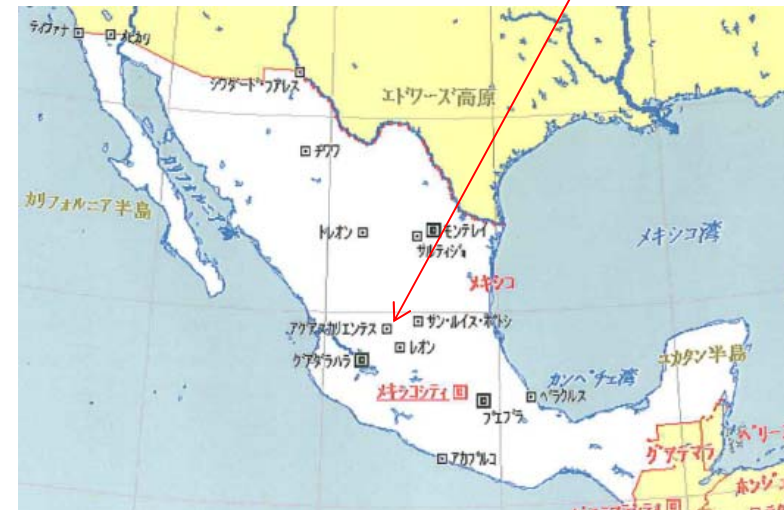 ティファナ
メヒカリ
シウダード・フアレス
エドワーズ高原
チワワ
カリフォルニア半島
カリフォルニア湾
トレオン
モンテレイ
サルティジョ
メキシコ湾
メキシコ
アグアスカリエンテス
サン・ルイス・ポトシ
レオン
グアダラハラ
ユカタン半島
カンペチェ湾
メキシコシティ
プエブラ
ベラクルス
アカプルコ
グアテマラ
ベリー
ホンジュ